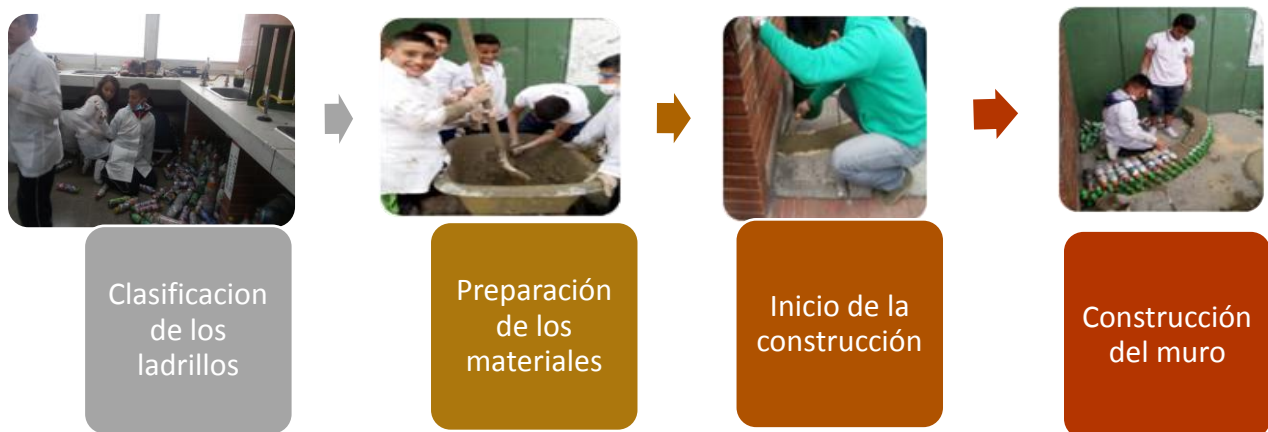 Clasificacion
de los
ladrillos
Preparación
de los
materiales
Inicio de la
construcción
Construcción
del muro